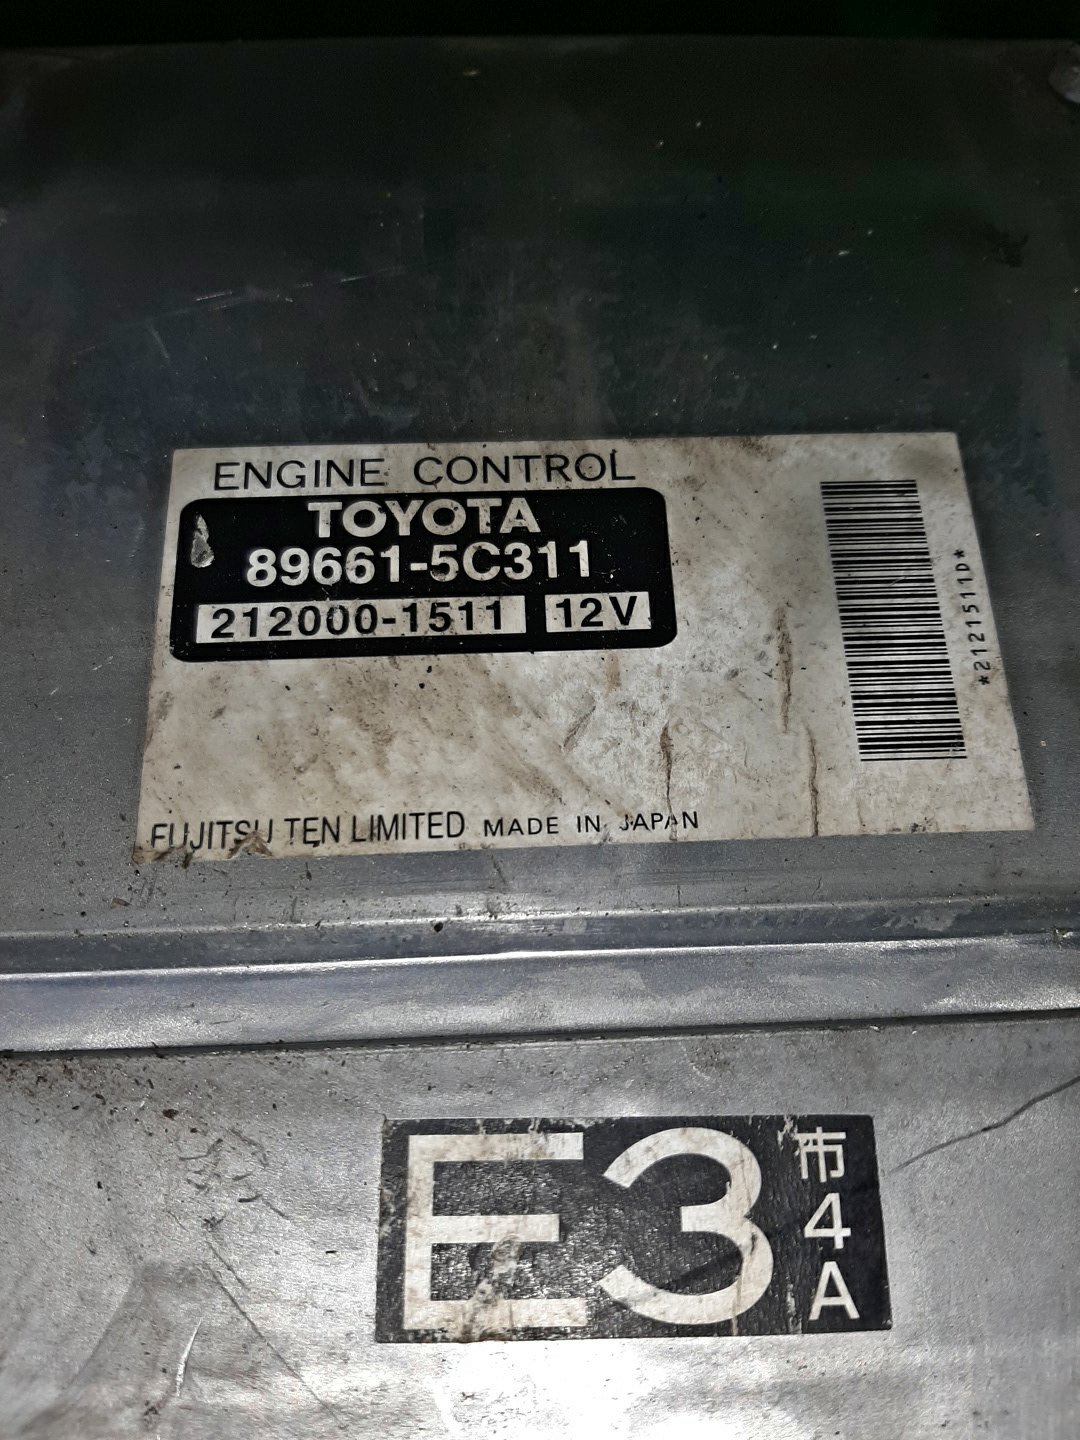 ENGINE CONTROL
TOYOTA
89661-5C311
212000-1511 12V
*2121511D*
FUJITSU TEN LIMITED MADE IN JAPAN
E3
市
4
A